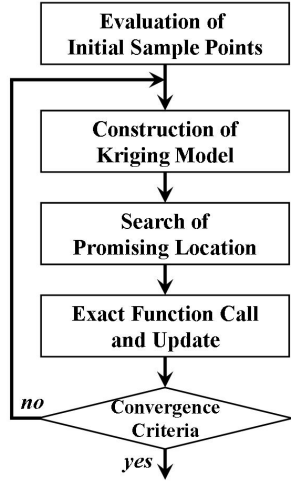 Evaluation of
Initial Sample Points
Construction of
Kriging Model
Search of
Promising Location
Exact Function Call
and Update
no
Convergence
Criteria
yes